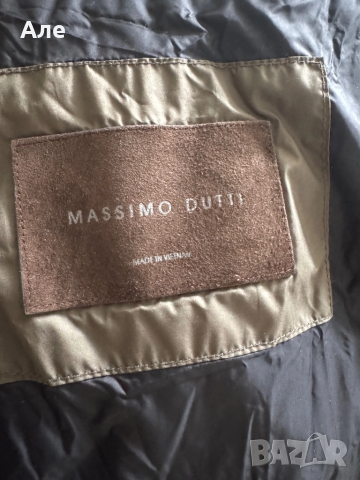 Але
MASSIMO DUTTI
MADE IN VIETNAM
BAZAR